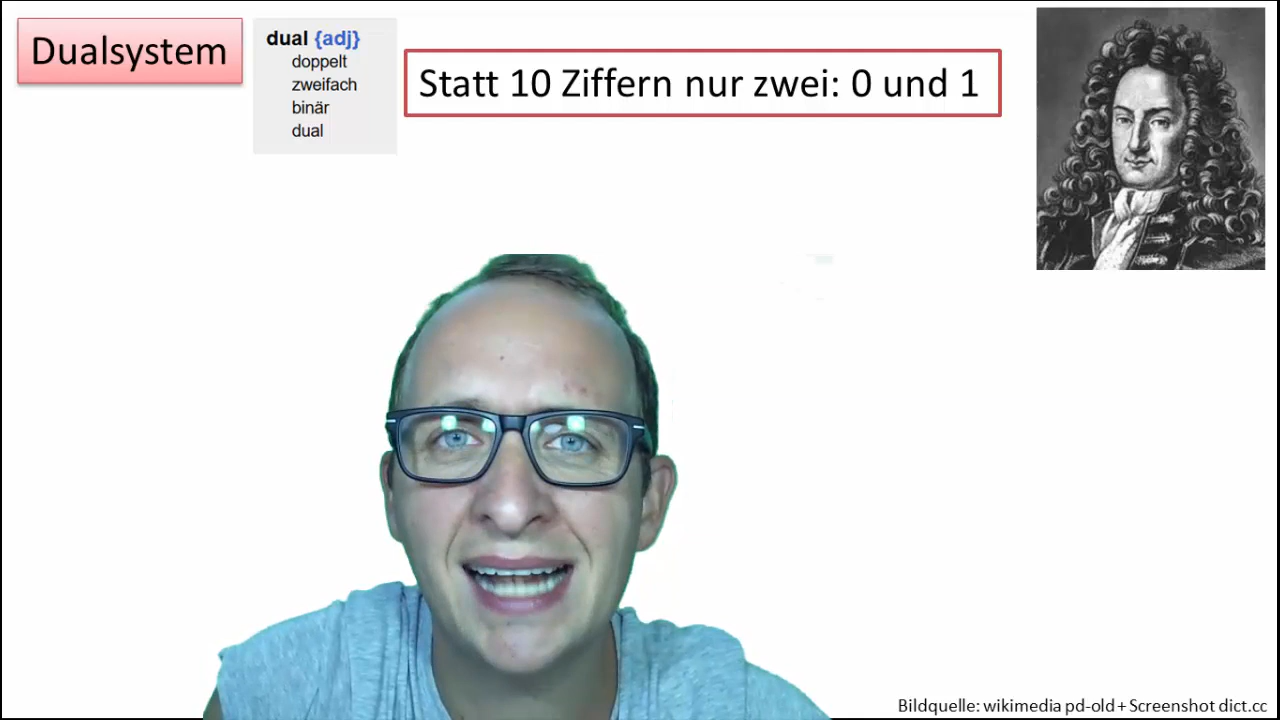 Dualsystem
dual {adj}
doppelt
zweifach
binär
dual
Statt 10 Ziffern nur zwei: 0 und 1
Bildquelle: wikimedia pd-old + Screenshot dict.cc